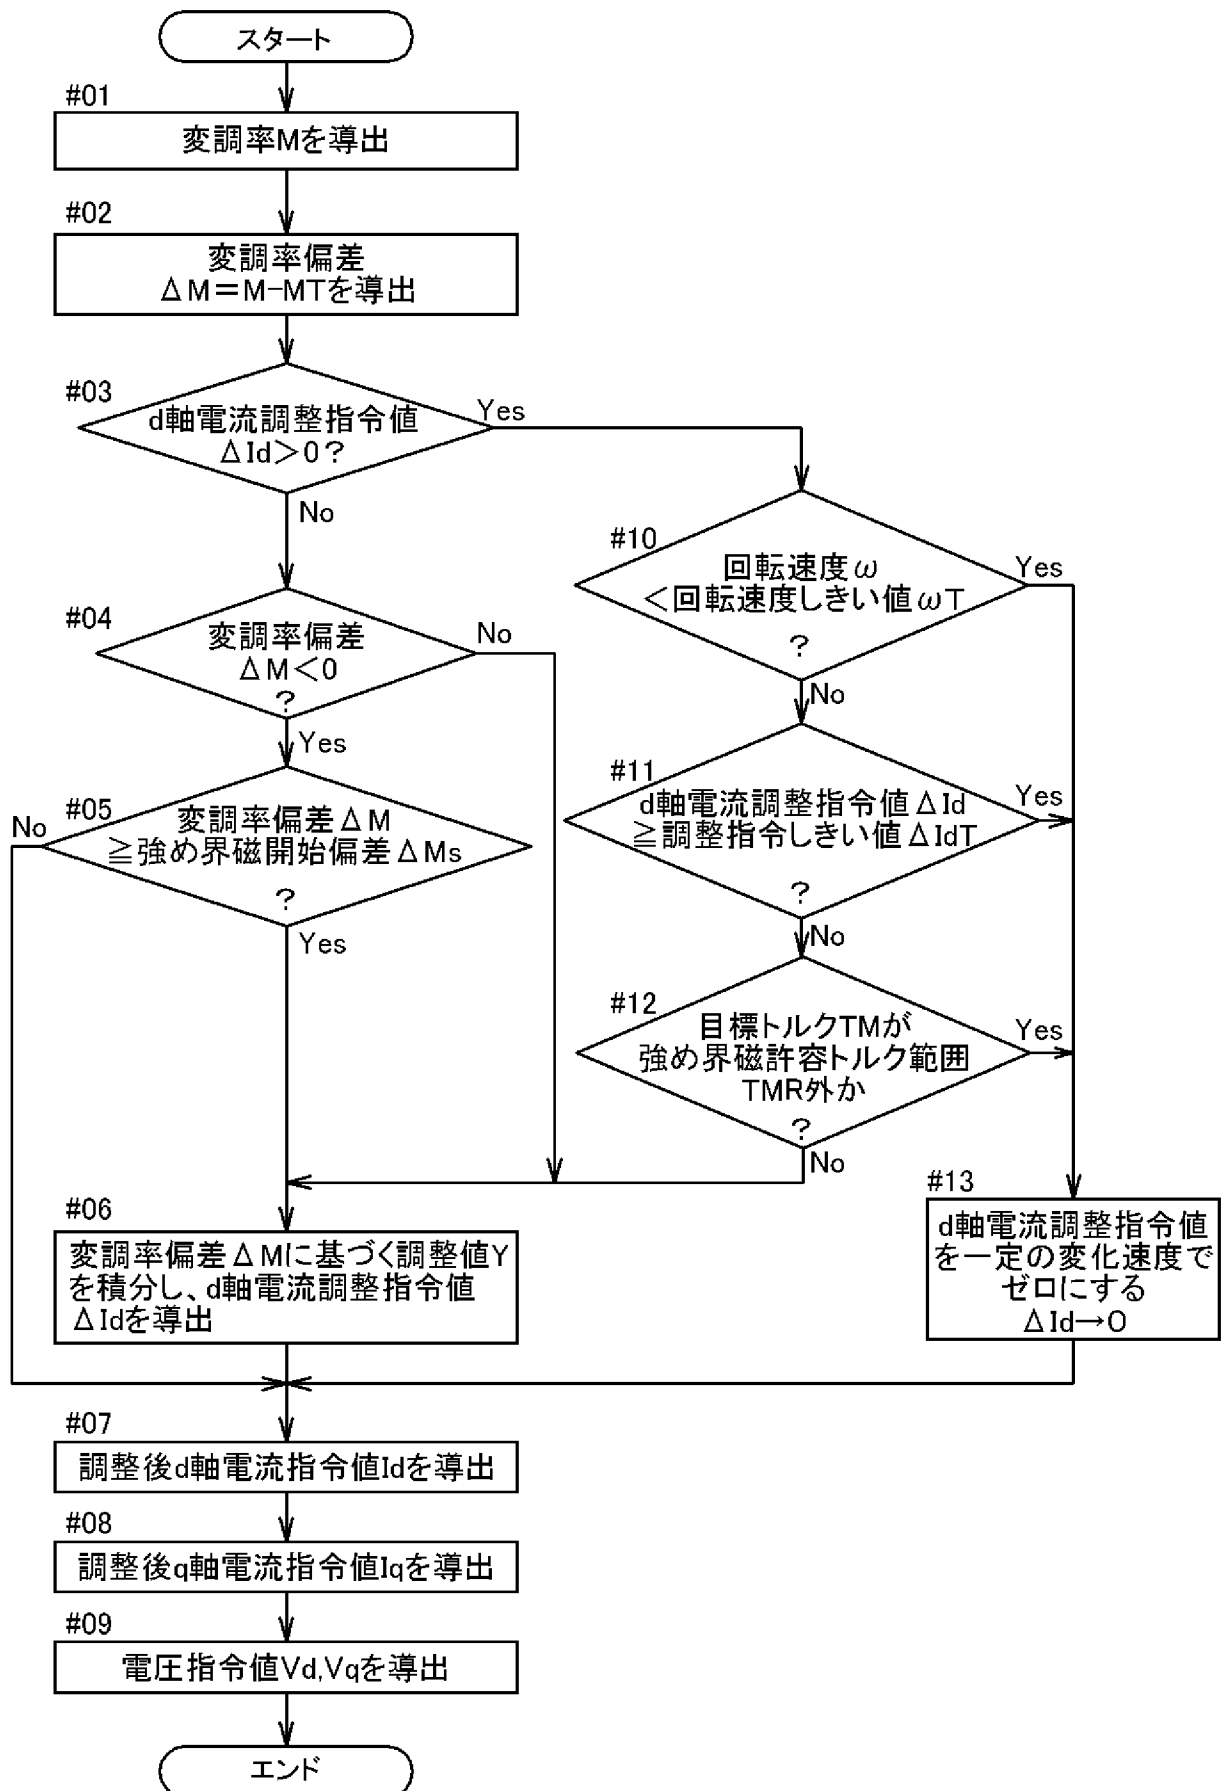 スタート
#01
変調率Mを導出
#02
変調率偏差
ΔM=M-MTを導出
#03
d軸電流調整指令値
ΔId>0?
Yes
No
#04
変調率偏差
ΔM<0
?
No
Yes
#05
変調率偏差ΔM
≧強め界磁開始偏差ΔMs
?
No
Yes
#10
回転速度ω
<回転速度しきい値ωT
?
Yes
No
#11
d軸電流調整指令値ΔId
≧調整指令しきい値ΔIdT
?
Yes
No
#12
目標トルクTMが
強め界磁許容トルク範囲
TMR外か
?
Yes
No
#13
d軸電流調整指令値
を一定の変化速度で
ゼロにする
ΔId→0
#06
変調率偏差ΔMに基づく調整値Y
を積分し、d軸電流調整指令値
ΔIdを導出
#07
調整後d軸電流指令値Idを導出
#08
調整後q軸電流指令値Iqを導出
#09
電圧指令値Vd,Vqを導出
エンド